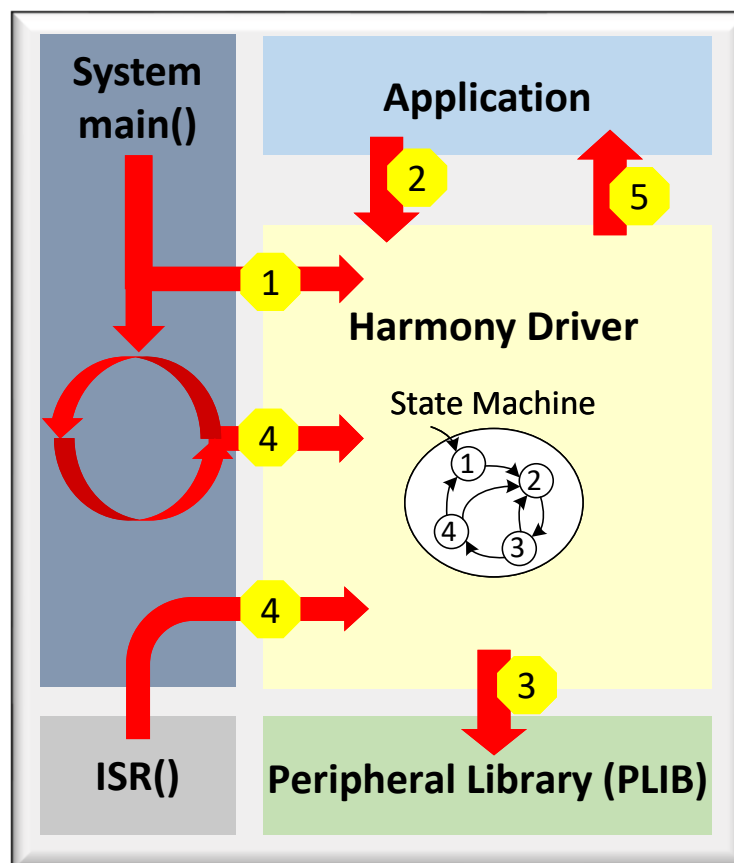 System
main()
Application
2
5
1
Harmony Driver
State Machine
4
1
2
4
3
4
3
ISR()
Peripheral Library (PLIB)